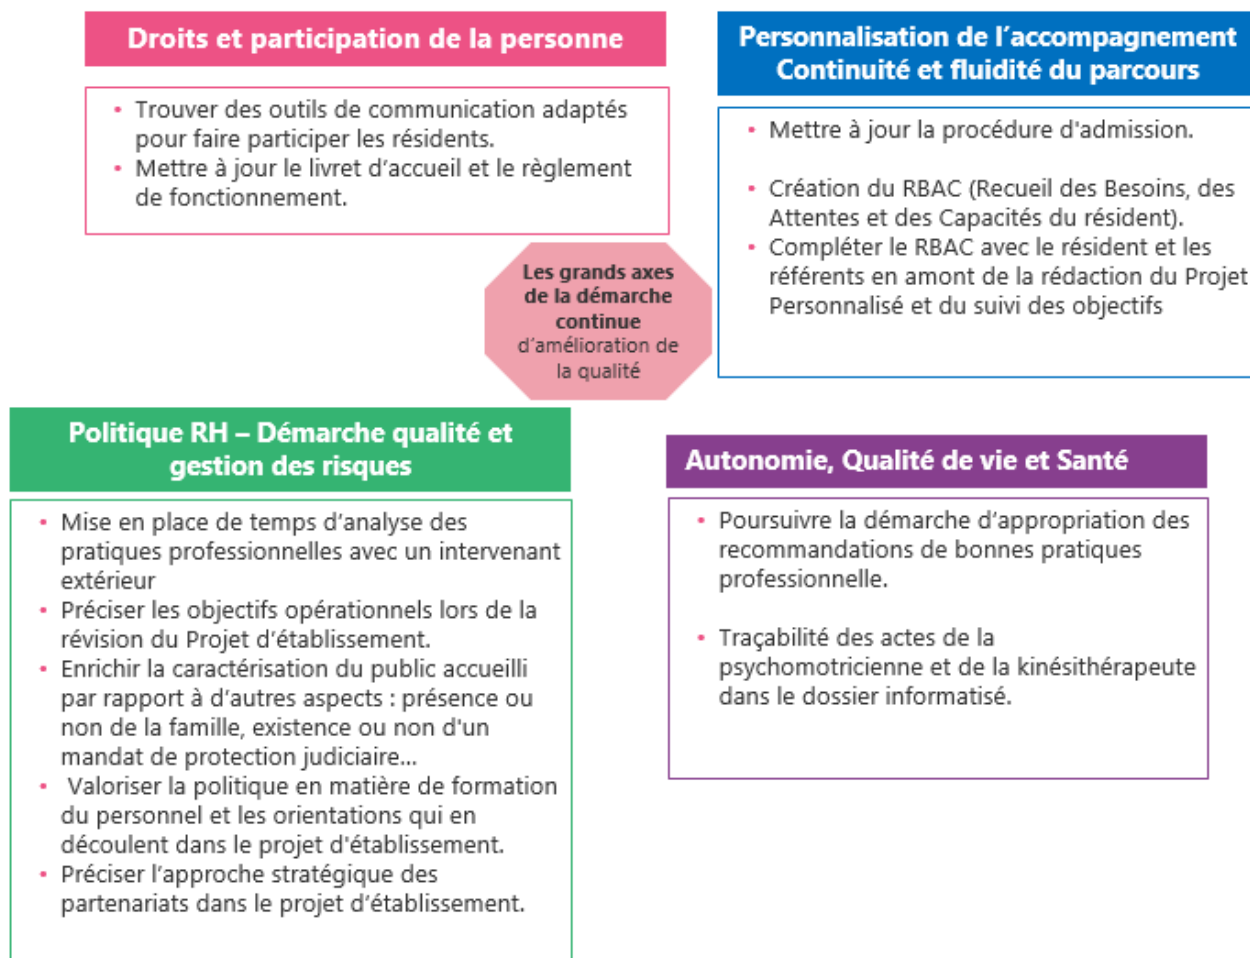 Droits et participation de la personne
• Trouver des outils de communication adaptés
pour faire participer les résidents.
• Mettre à jour le livret d’accueil et le règlement
de fonctionnement.
Personnalisation de l’accompagnement
Continuité et fluidité du parcours
• Mettre à jour la procédure d'admission.
• Création du RBAC (Recueil des Besoins, des
Attentes et des Capacités du résident).
• Compléter le RBAC avec le résident et les
référents en amont de la rédaction du Projet
Personnalisé et du suivi des objectifs
Les grands axes
de la démarche
continue
d’amélioration de
la qualité
Politique RH – Démarche qualité et
gestion des risques
• Mise en place de temps d’analyse des
pratiques professionnelles avec un intervenant
extérieur
• Préciser les objectifs opérationnels lors de la
révision du Projet d’établissement.
• Enrichir la caractérisation du public accueilli
par rapport à d’autres aspects : présence ou
non de la famille, existence ou non d'un
mandat de protection judiciaire...
• Valoriser la politique en matière de formation
du personnel et les orientations qui en
découlent dans le projet d'établissement.
• Préciser l’approche stratégique des
partenariats dans le projet d’établissement.
Autonomie, Qualité de vie et Santé
• Poursuivre la démarche d’appropriation des
recommandations de bonnes pratiques
professionnelle.
• Traçabilité des actes de la
psychomotricienne et de la kinésithérapeute
dans le dossier informatisé.